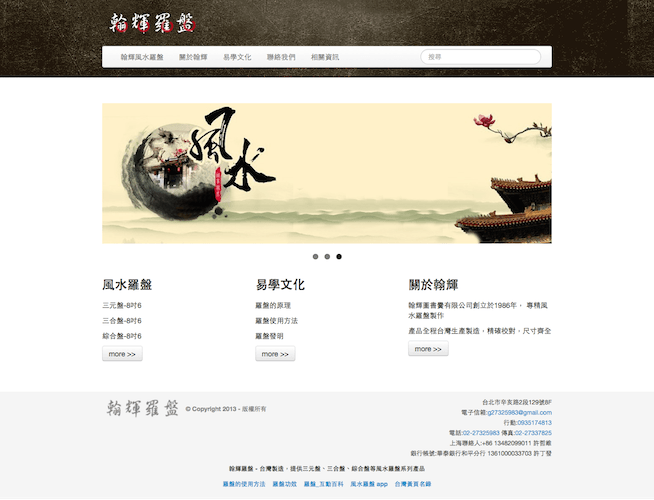 翰輝羅盤
翰輝風水羅盤 關於翰輝 易學文化 聯絡我們 相關資訊 搜尋
風水
風水羅盤
三元盤-8吋6
三合盤-8吋6
綜合盤-8吋6
more >>
易學文化
羅盤的原理
羅盤使用方法
羅盤發明
more >>
關於翰輝
翰輝圖書彙有限公司創立於1986年， 專精風
水羅盤製作
產品全程台灣生產製造，精確校對，尺寸齊全
more >>
翰輝羅盤 © Copyright 2013 - 版權所有
台北市辛亥路2段129號8F
電子信箱:g27325983@gmail.com
行動:0935174813
電話:02-27325983 傳真:02-27337825
上海聯絡人:+86 13482099011 許哲維
銀行帳號:華泰銀行和平分行 1361000033703 許丁發
翰輝羅盤 - 台灣製造，提供三元盤、三合盤、綜合盤等風水羅盤系列產品
羅盤的使用方法 羅盤功效 羅盤_互動百科 風水羅盤 app 台灣黃頁名錄